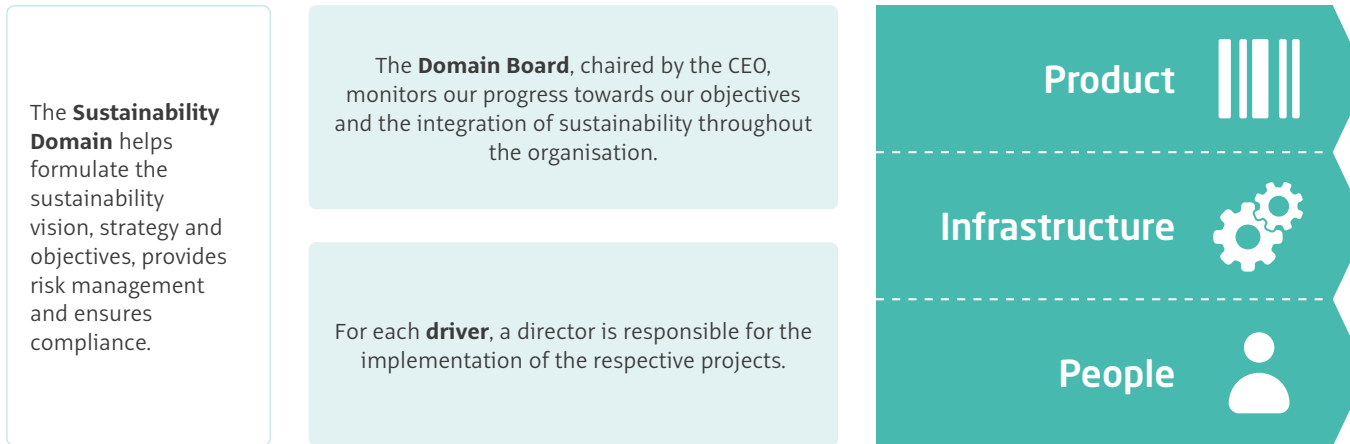 The Sustainability
Domain helps
formulate the
sustainability
vision, strategy and
objectives, provides
risk management
and ensures
compliance.
The Domain Board, chaired by the CEO,
monitors our progress towards our objectives
and the integration of sustainability throughout
the organisation.
For each driver, a director is responsible for the
implementation of the respective projects.
Product
Infrastructure
People